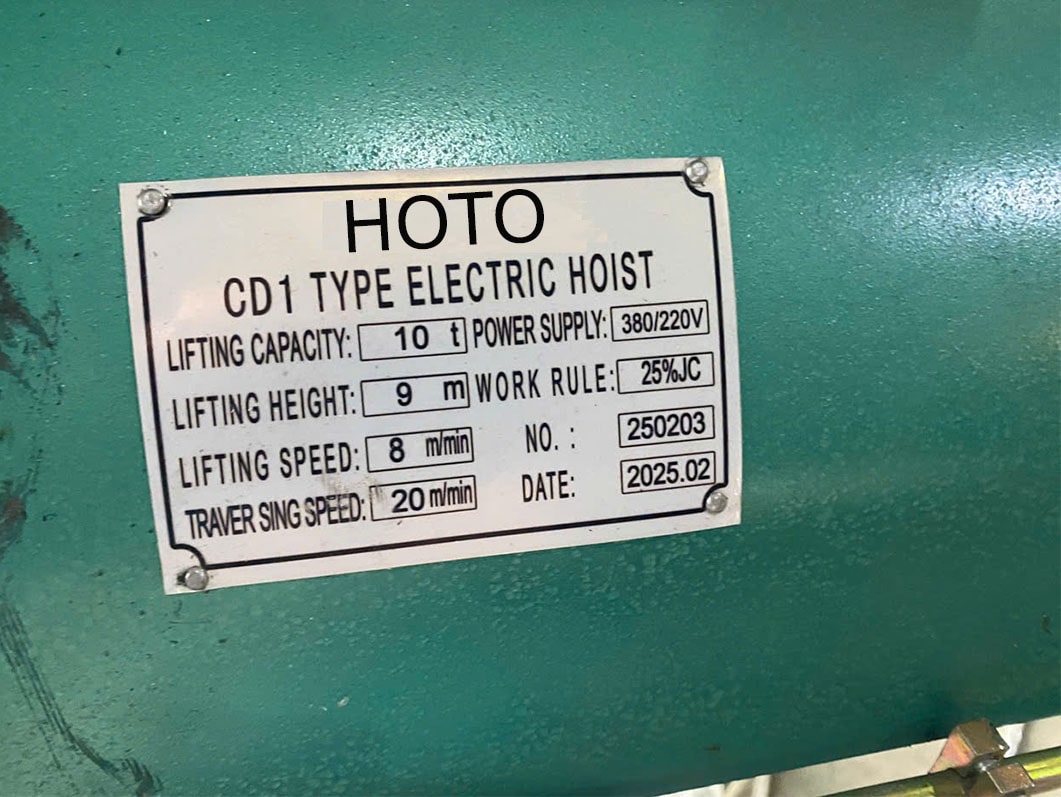 HOTO
CD1 TYPE ELECTRIC HOIST
LIFTING CAPACITY: 10 t POWER SUPPLY: 380/220V
LIFTING HEIGHT: 9 m WORK RULE: 25%JC
LIFTING SPEED: 8 m/min NO. : 250203
TRAVER SING SPEED: 20 m/min DATE: 2025.02